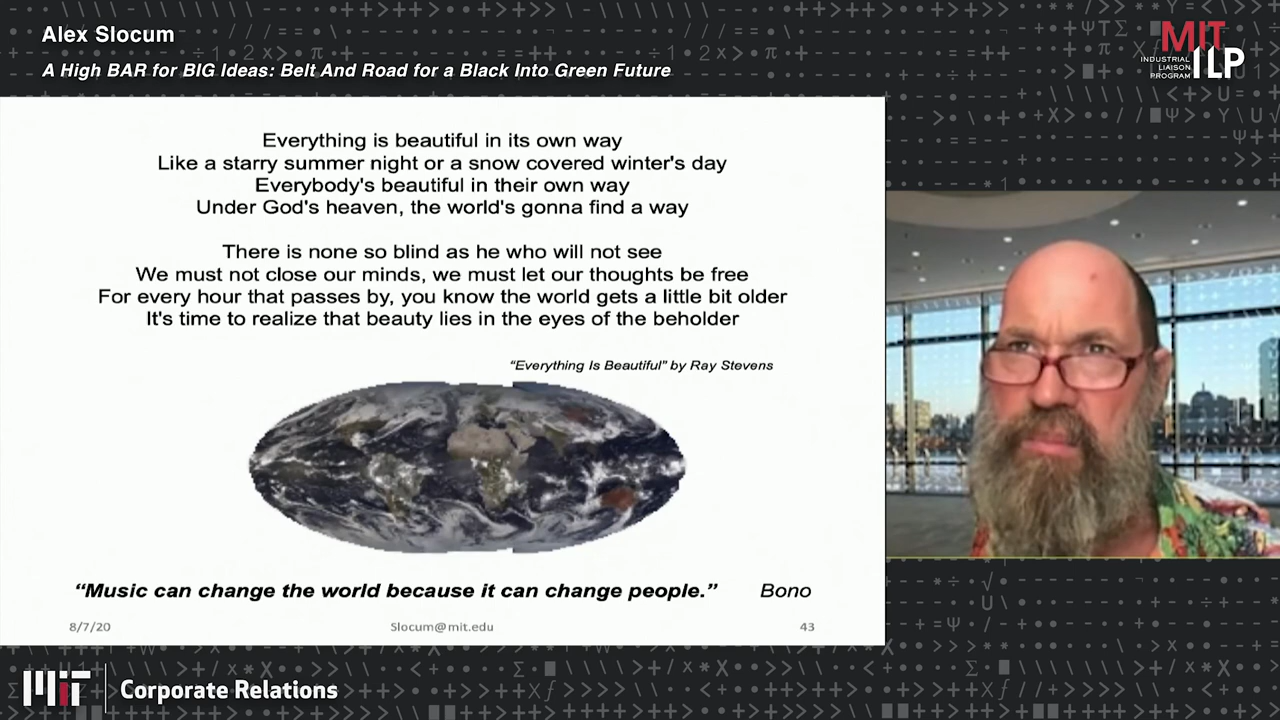 Alex Slocum
A High BAR for BIG Ideas: Belt And Road for a Black Into Green Future
MIT
INDUSTRIAL
LIAISON
PROGRAM
ILP
Everything is beautiful in its own way
Like a starry summer night or a snow covered winter's day
Everybody's beautiful in their own way
Under God's heaven, the world's gonna find a way
There is none so blind as he who will not see
We must not close our minds, we must let our thoughts be free
For every hour that passes by, you know the world gets a little bit older
It's time to realize that beauty lies in the eyes of the beholder
“Everything Is Beautiful” by Ray Stevens
“Music can change the world because it can change people.” Bono
8/7/20 Slocum@mit.edu 43
MIT Corporate Relations